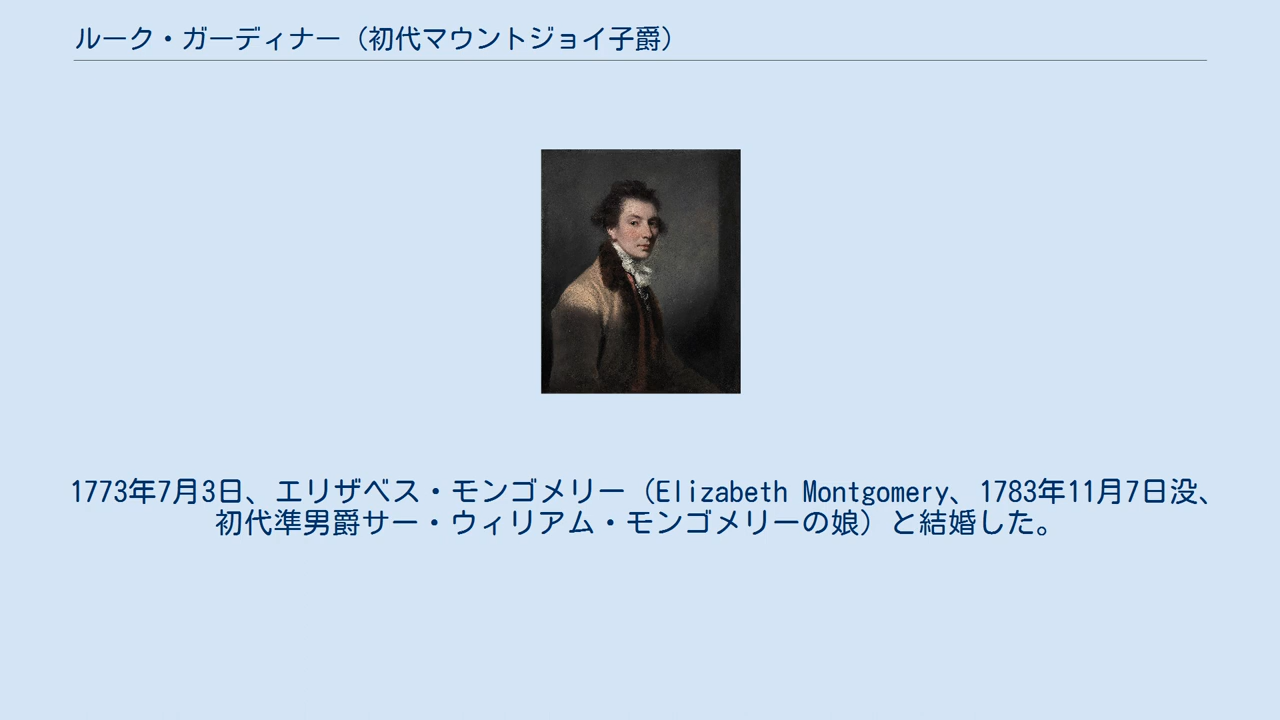 ルーク・ガーディナー（初代マウントジョイ子爵）
1773年7月3日、エリザベス・モンゴメリー（Elizabeth Montgomery、1783年11月7日没、
初代準男爵サー・ウィリアム・モンゴメリーの娘）と結婚した。